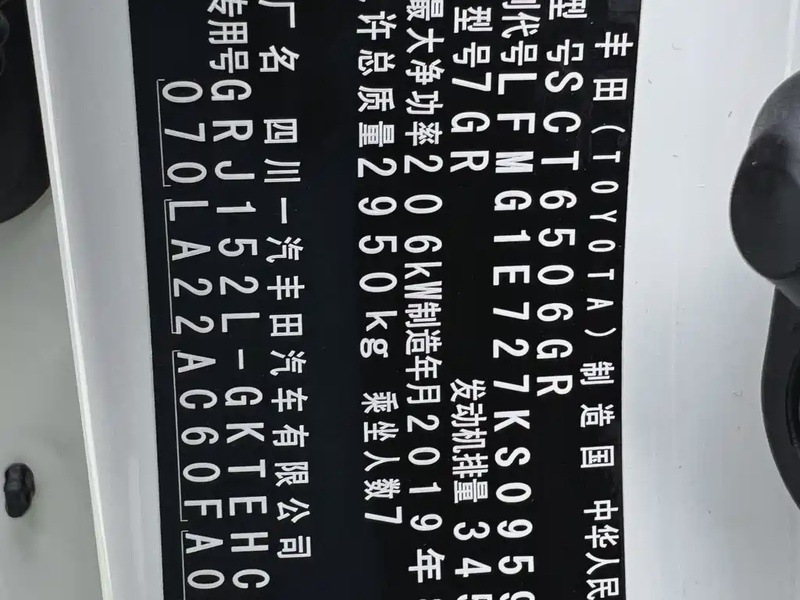 丰田(TOYOTA) 制造国 中华人民
型 号SCT6506GR
代号LFMG1E727KS095
型号7GR 发动机排量 345
最大净功率206kW制造年月2019年
许总质量2950kg 乘坐人数7
厂名 四川一汽丰田汽车有限公司
专用号GRJ152L-GKTEHC
070LA22AC60FA0